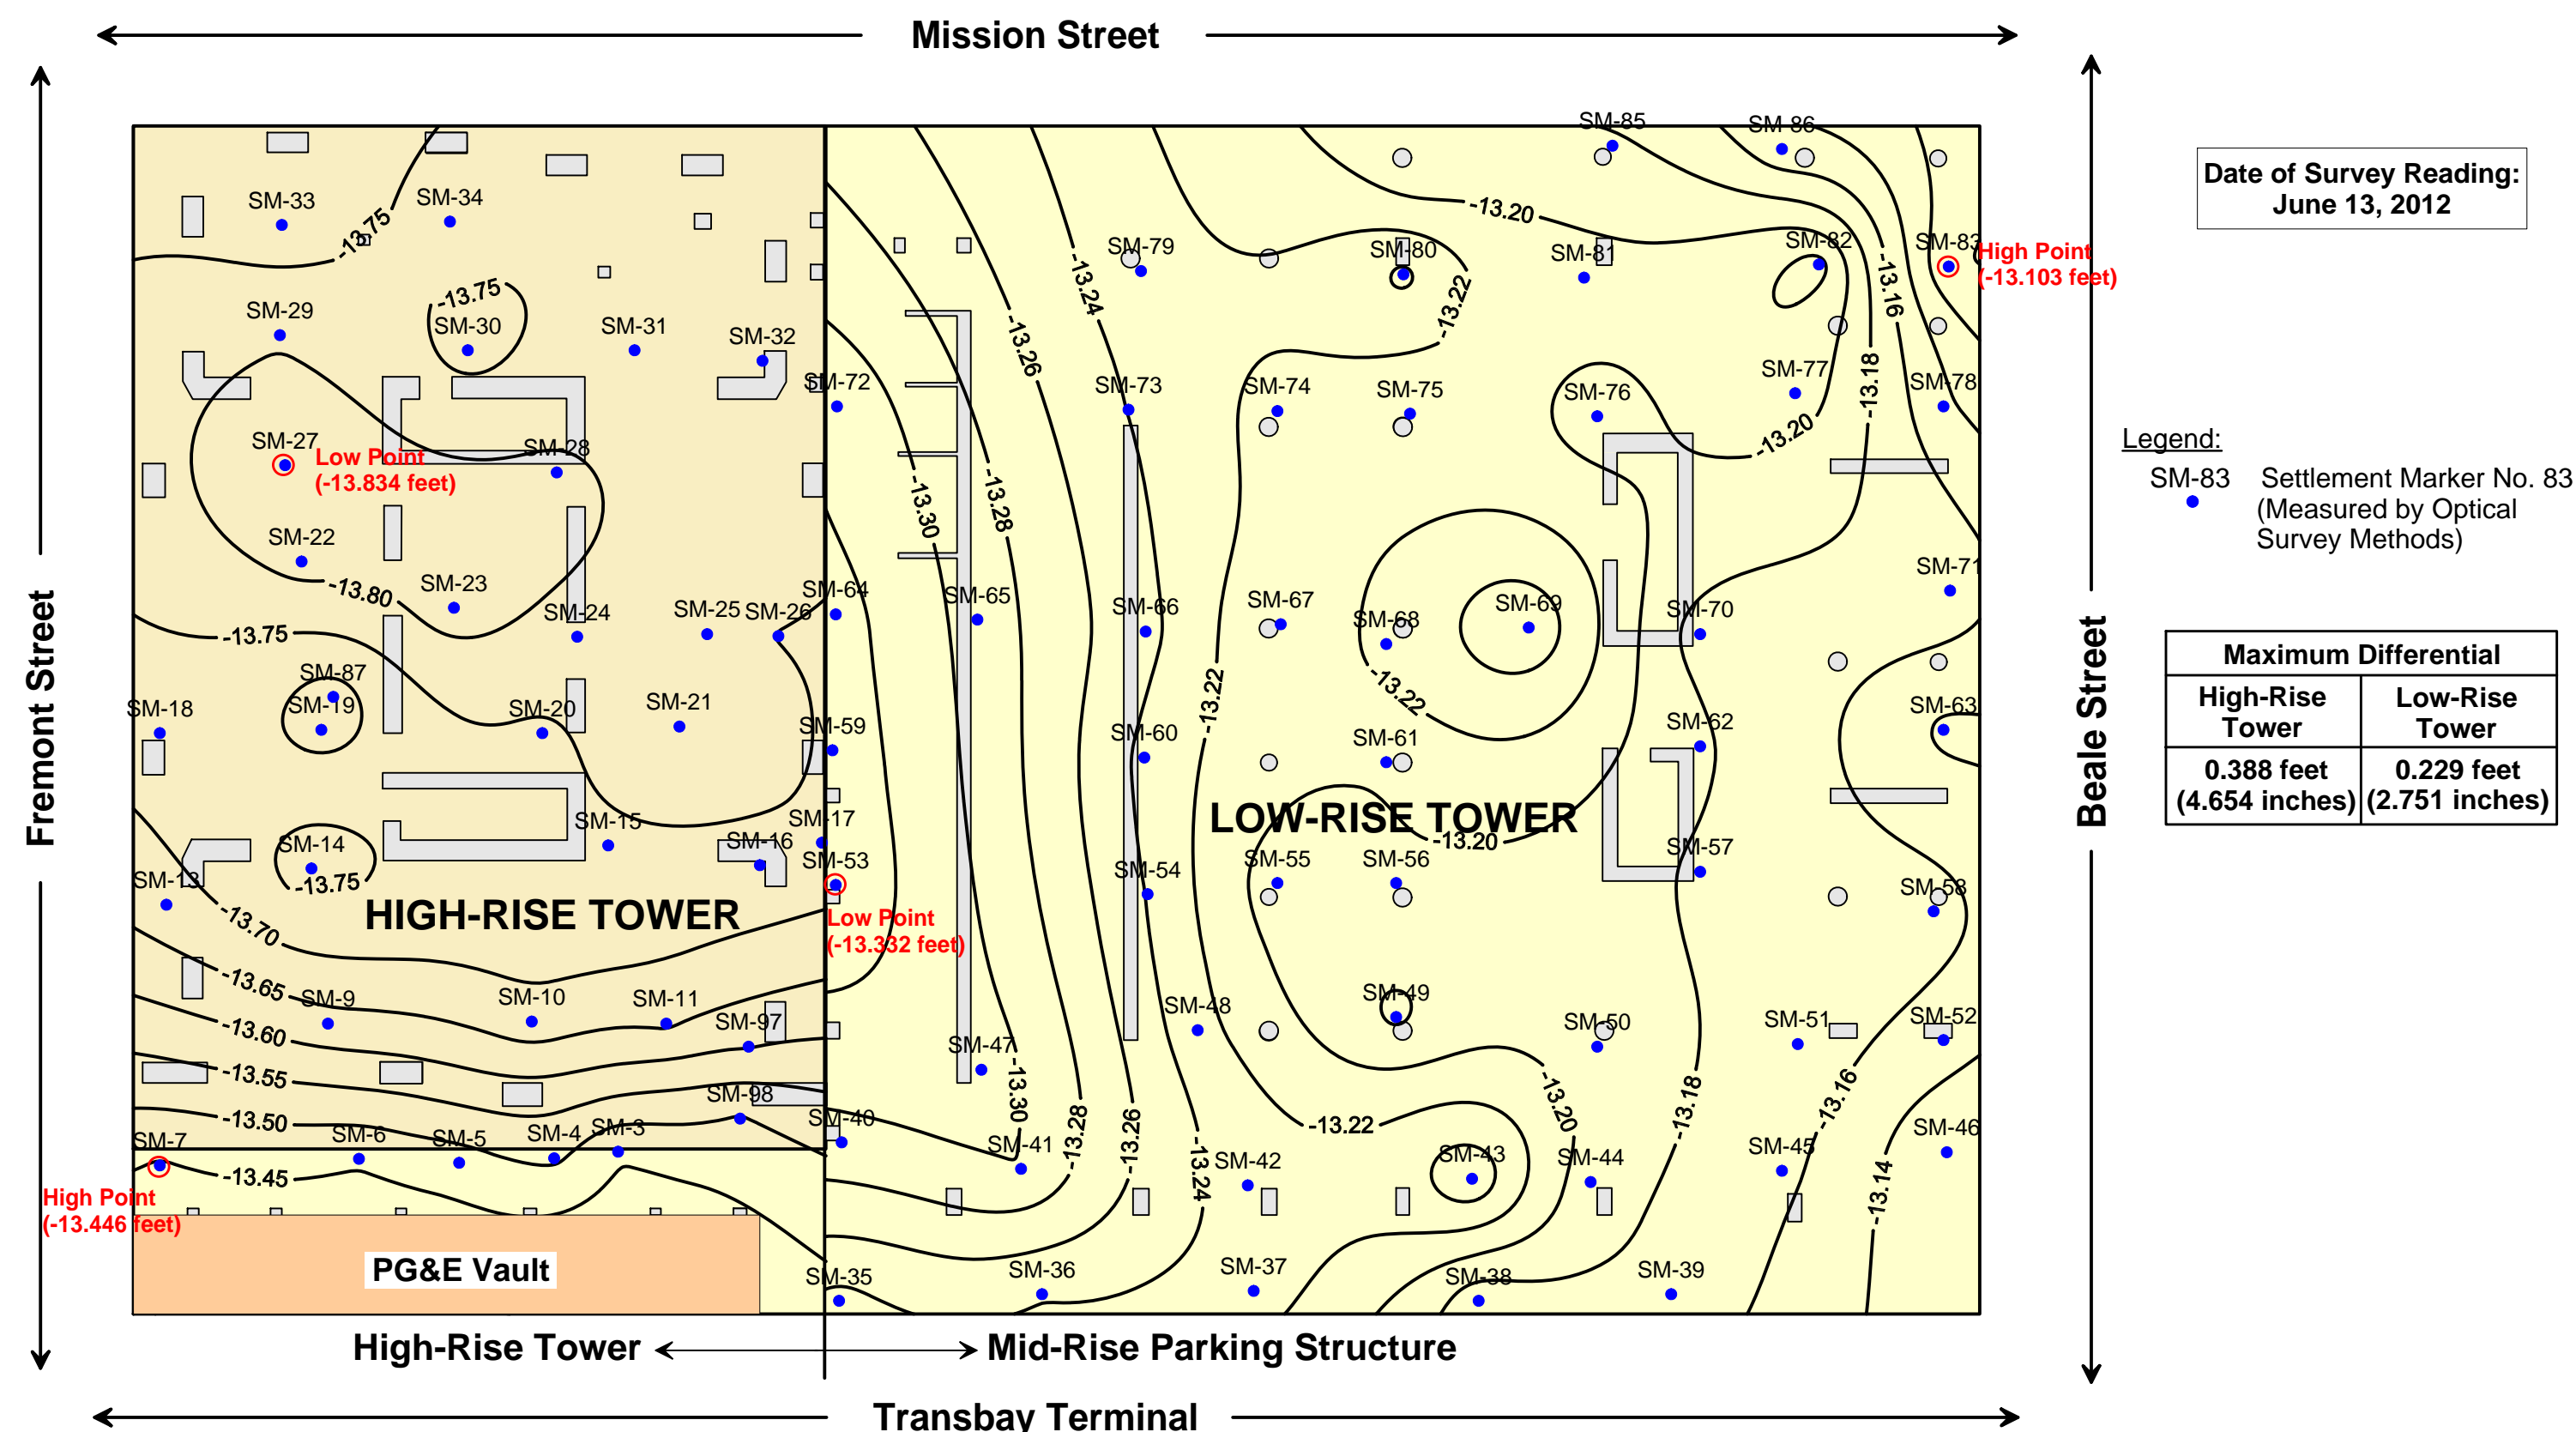 Mission Street
SM-85
SM-86
Date of Survey Reading:
June 13, 2012
SM-33
SM-34
-13.75
-13.20
SM-79
SM-80
SM-81
SM-82
SM-83
High Point
(-13.103 feet)
-13.24
-13.22
-13.16
-13.75
SM-29
SM-30
SM-31
SM-32
-13.26
-13.18
SM-72
SM-73
SM-74
SM-75
SM-76
SM-77
SM-78
-13.20
SM-27
Low Point
(-13.834 feet)
SM-28
-13.30
-13.28
Legend:
SM-83
Settlement Marker No. 83
(Measured by Optical
Survey Methods)
SM-22
-13.80
SM-23
SM-24
SM-25
SM-26
SM-64
SM-65
SM-66
SM-67
SM-68
SM-69
SM-70
SM-71
-13.75
Fremont Street
Beale Street
Maximum Differential
High-Rise
Tower
Low-Rise
Tower
0.388 feet
(4.654 inches)
0.229 feet
(2.751 inches)
SM-87
SM-18
SM-19
SM-20
SM-21
SM-59
SM-60
-13.22
-13.22
SM-61
SM-62
SM-63
LOW-RISE TOWER
-13.20
SM-14
-13.75
SM-15
SM-16
SM-17
SM-53
Low Point
(-13.332 feet)
SM-54
SM-55
SM-56
SM-57
SM-58
SM-13
HIGH-RISE TOWER
-13.70
-13.65
SM-9
SM-10
SM-11
SM-97
-13.60
SM-47
SM-48
SM-49
SM-50
SM-51
SM-52
-13.55
-13.50
SM-98
-13.30
-13.28
-13.26
-13.24
-13.22
-13.20
-13.18
-13.16
-13.14
SM-7
SM-6
SM-5
SM-4
SM-3
SM-40
SM-41
SM-42
SM-43
SM-44
SM-45
SM-46
-13.45
High Point
(-13.446 feet)
PG&E Vault
SM-35
SM-36
SM-37
SM-38
SM-39
High-Rise Tower
Mid-Rise Parking Structure
Transbay Terminal